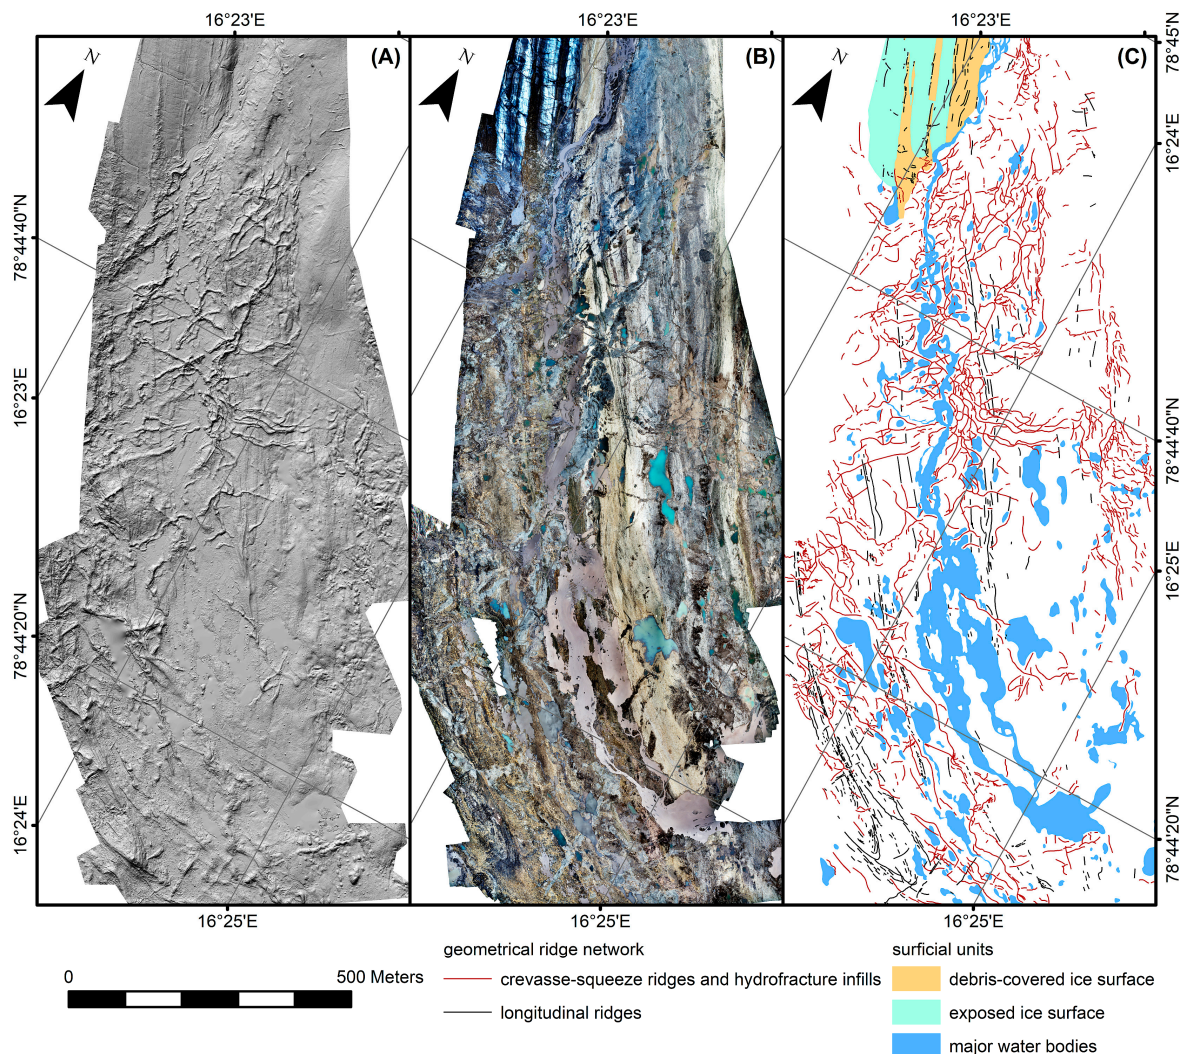 16°23'E
16°23'E
16°23'E
N
(A)
N
(B)
N
(C)
78°45'N
16°24'E
78°44'40"N
16°23'E
78°44'40"N
16°25'E
78°44'20"N
16°24'E
78°44'20"N
16°25'E
16°25'E
16°25'E
geometrical ridge network
surficial units
0
500 Meters
crevasse-squeeze ridges and hydrofracture infills
debris-covered ice surface
longitudinal ridges
exposed ice surface
major water bodies